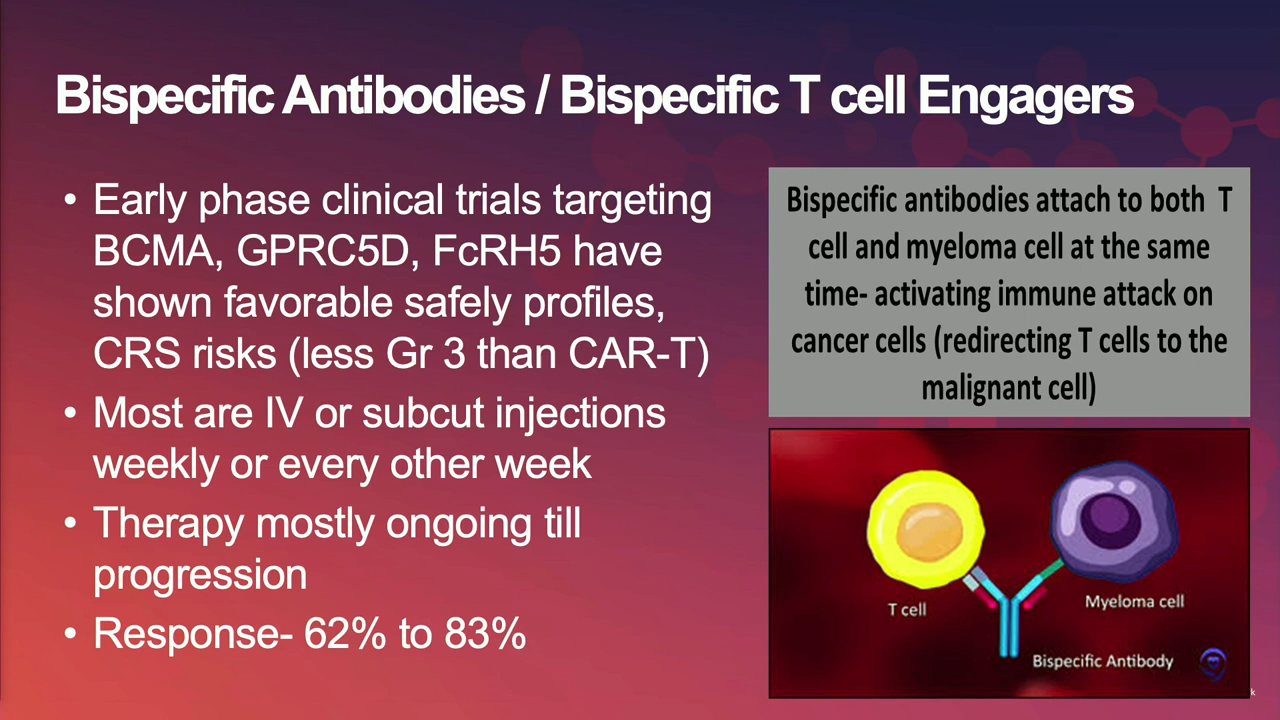 Bispecific Antibodies / Bispecific T cell Engagers
• Early phase clinical trials targeting
BCMA, GPRC5D, FcRH5 have
shown favorable safely profiles,
CRS risks (less Gr 3 than CAR-T)
• Most are IV or subcut injections
weekly or every other week
• Therapy mostly ongoing till
progression
• Response- 62% to 83%
Bispecific antibodies attach to both T
cell and myeloma cell at the same
time- activating immune attack on
cancer cells (redirecting T cells to the
malignant cell)
T cell
Myeloma cell
Bispecific Antibody